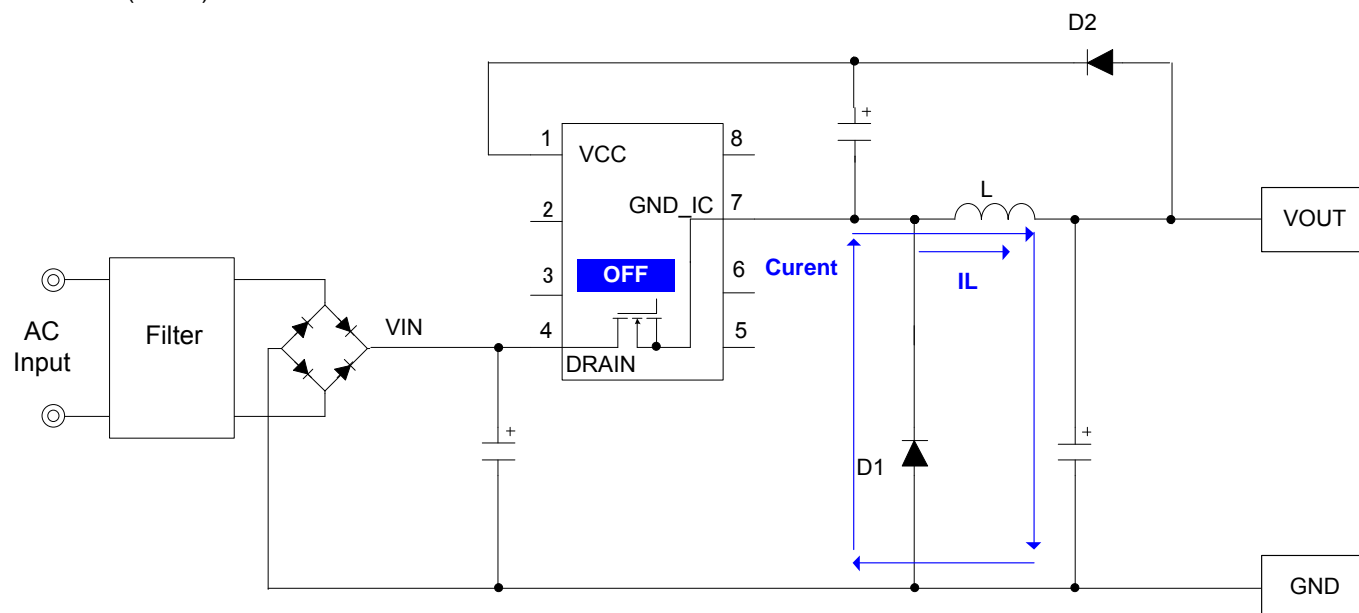 D2
1
8
VCC
2
GND_IC
7
L
VOUT
3
OFF
6
Curent
IL
AC
Input
Filter
VIN
4
5
DRAIN
+
+
+
D1
GND